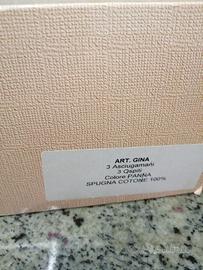 ART. GINA
3 Asciugamani
3 Ospiti
Colore PANNA
SPUGNA COTONE 100%